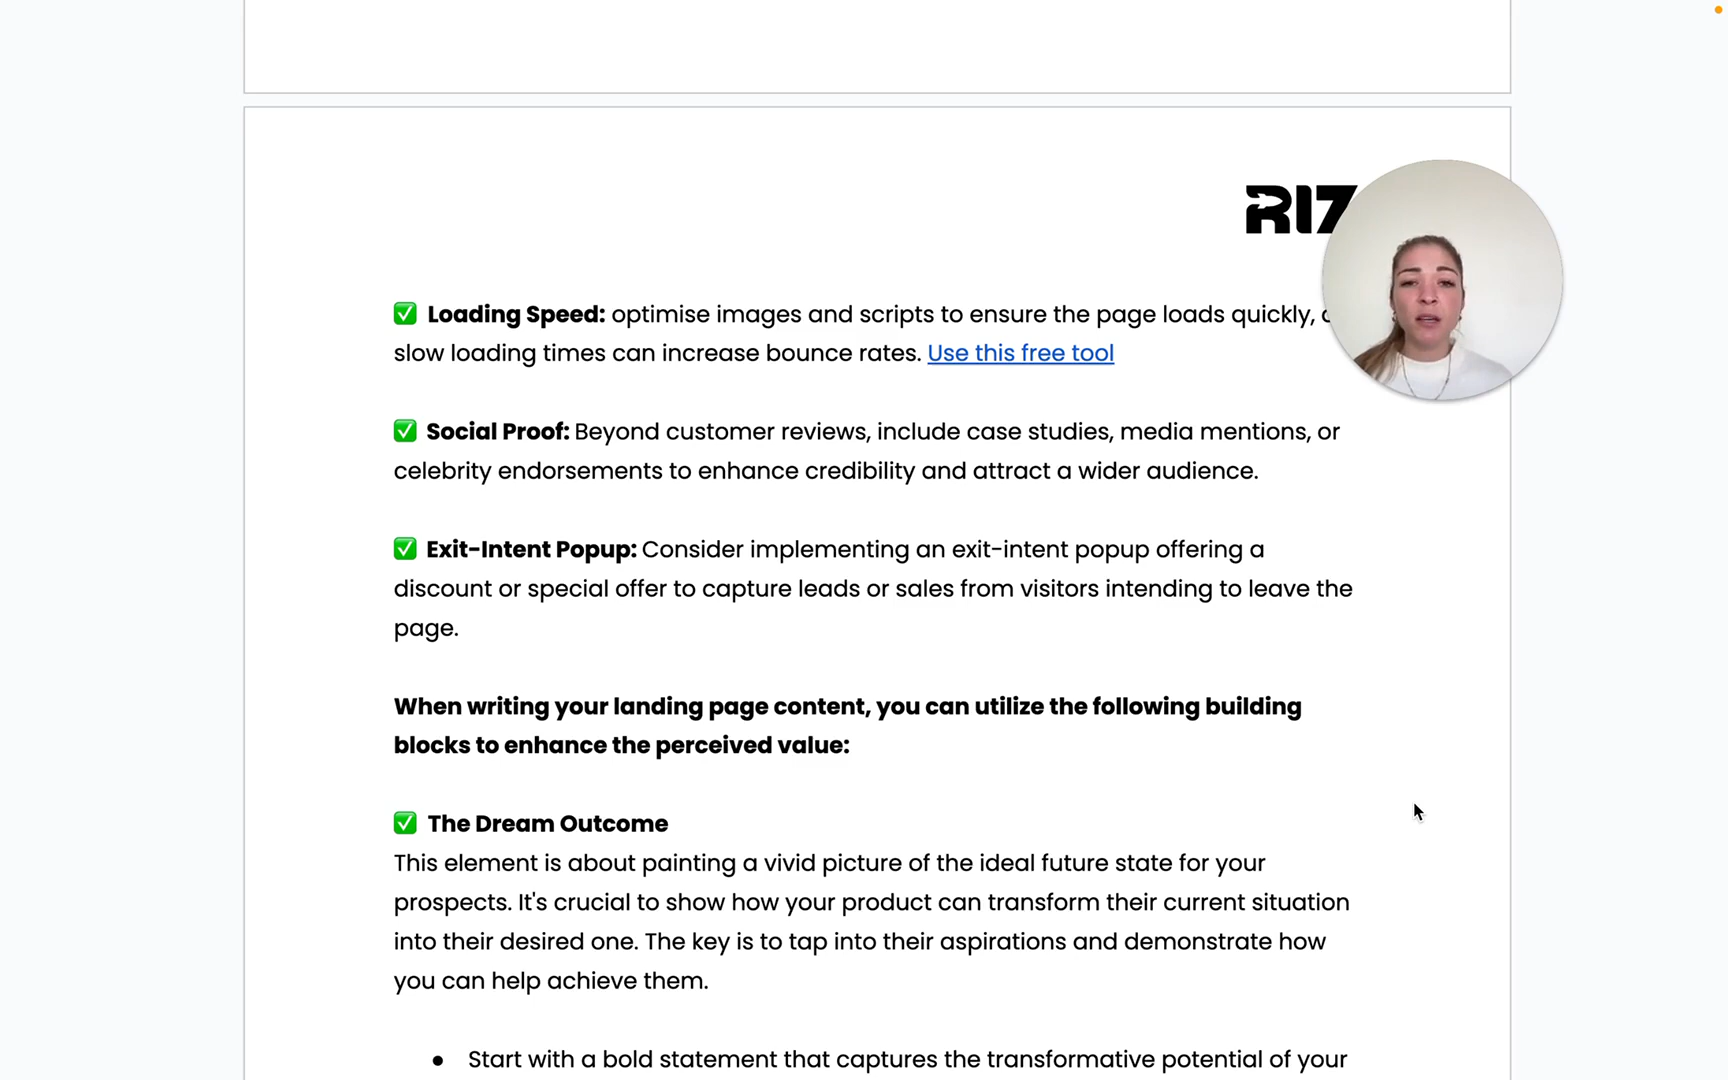 RIZ
✅ Loading Speed: optimise images and scripts to ensure the page loads quickly,
slow loading times can increase bounce rates. Use this free tool
✅ Social Proof: Beyond customer reviews, include case studies, media mentions, or
celebrity endorsements to enhance credibility and attract a wider audience.
✅ Exit-Intent Popup: Consider implementing an exit-intent popup offering a
discount or special offer to capture leads or sales from visitors intending to leave the
page.
When writing your landing page content, you can utilize the following building
blocks to enhance the perceived value:
✅ The Dream Outcome
This element is about painting a vivid picture of the ideal future state for your
prospects. It's crucial to show how your product can transform their current situation
into their desired one. The key is to tap into their aspirations and demonstrate how
you can help achieve them.
● Start with a bold statement that captures the transformative potential of your